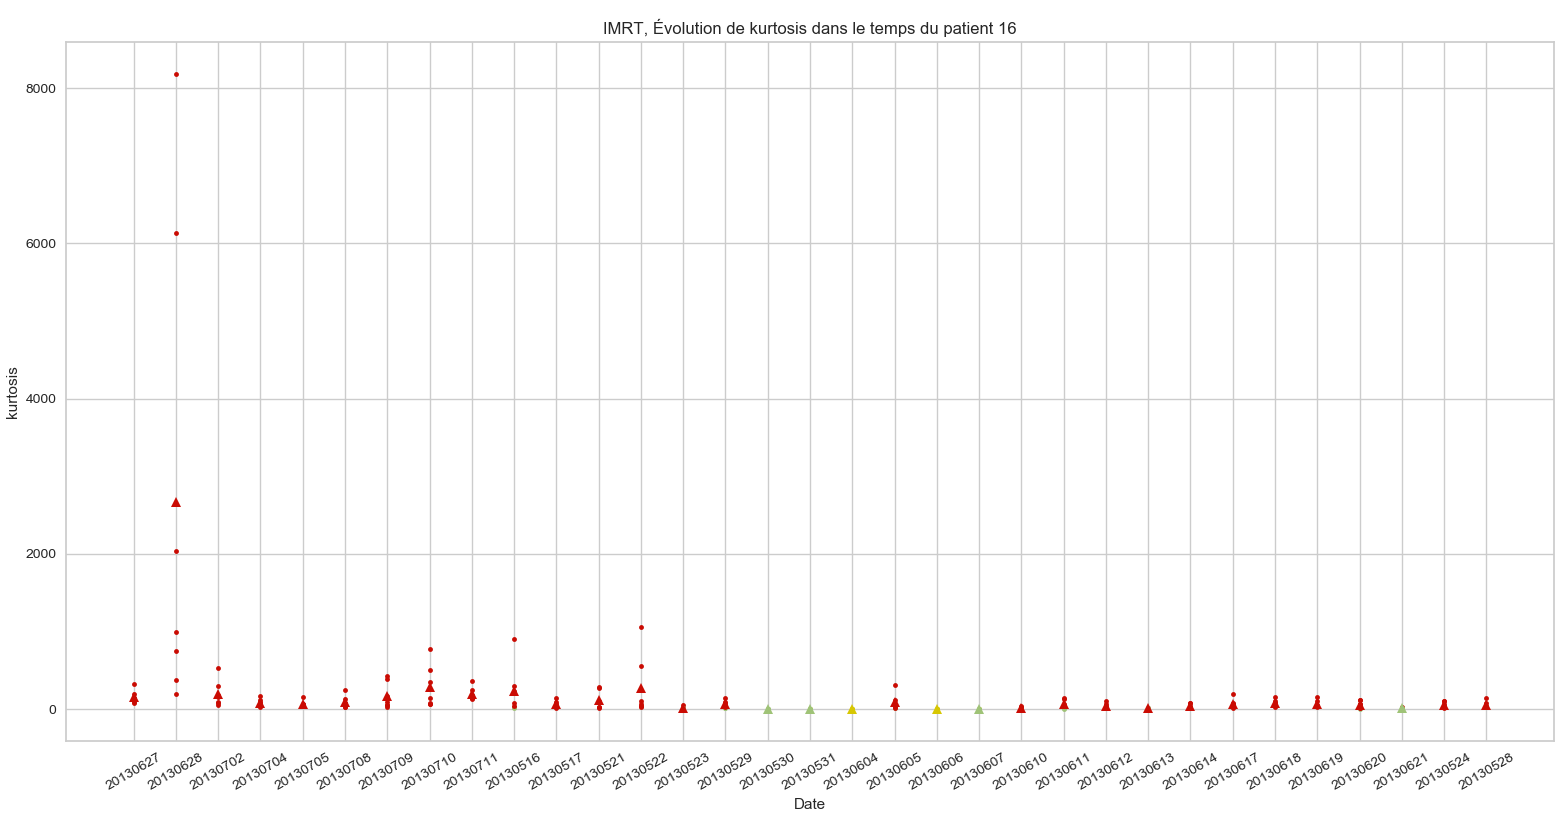 IMRT, Évolution de kurtosis dans le temps du patient 16
8000
6000
4000
2000
0
kurtosis
20130627 20130628 20130702 20130704 20130705 20130708 20130709 20130710 20130711 20130516 20130517 20130521 20130522 20130523 20130529 20130530 20130531 20130604 20130605 20130606 20130607 20130610 20130611 20130612 20130613 20130614 20130617 20130618 20130619 20130620 20130621 20130524 20130528
Date